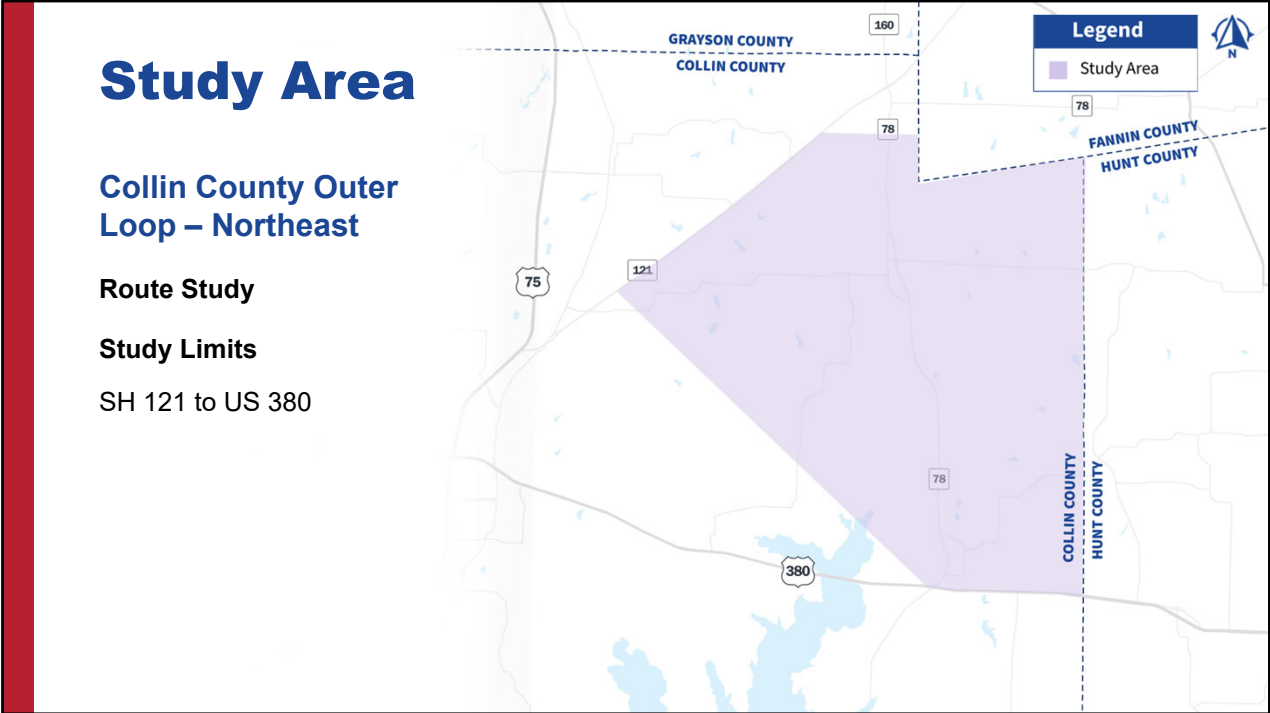 Study Area
Collin County Outer
Loop – Northeast
Route Study
Study Limits
SH 121 to US 380
GRAYSON COUNTY
COLLIN COUNTY
160
Legend
Study Area
N
78
78
FANNIN COUNTY
HUNT COUNTY
121
75
78
COLLIN COUNTY
HUNT COUNTY
380